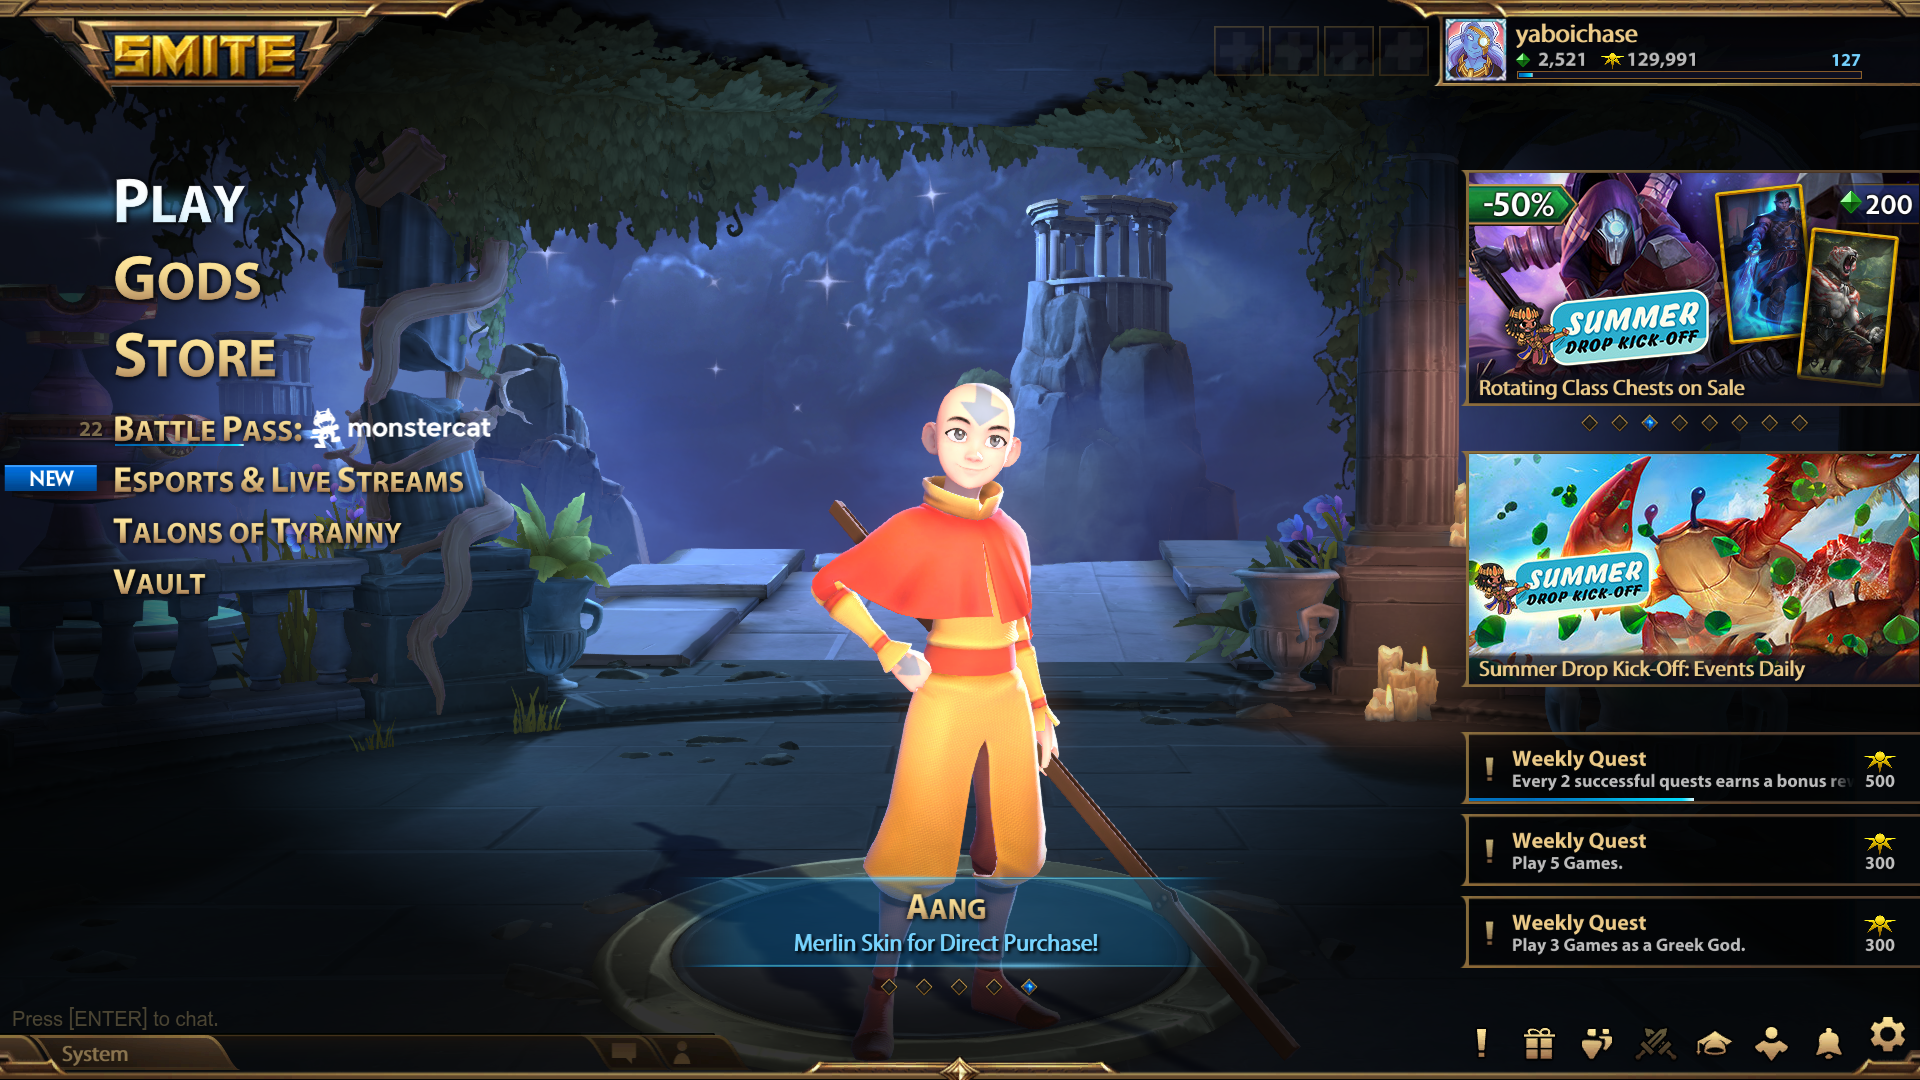 SMITE
yaboichase
2,521 129,991 127
PLAY
GODS
STORE
22 BATTLE PASS: monstercat
NEW ESPORTS & LIVE STREAMS
TALONS OF TYRANNY
VAULT
-50% 200
SUMMER
DROP KICK-OFF
Rotating Class Chests on Sale
SUMMER
DROP KICK-OFF
Summer Drop Kick-Off: Events Daily
Weekly Quest
Every 2 successful quests earns a bonus 500
Weekly Quest
Play 5 Games. 300
Weekly Quest
Play 3 Games as a Greek God. 300
AANG
Merlin Skin for Direct Purchase!
Press [ENTER] to chat.
System